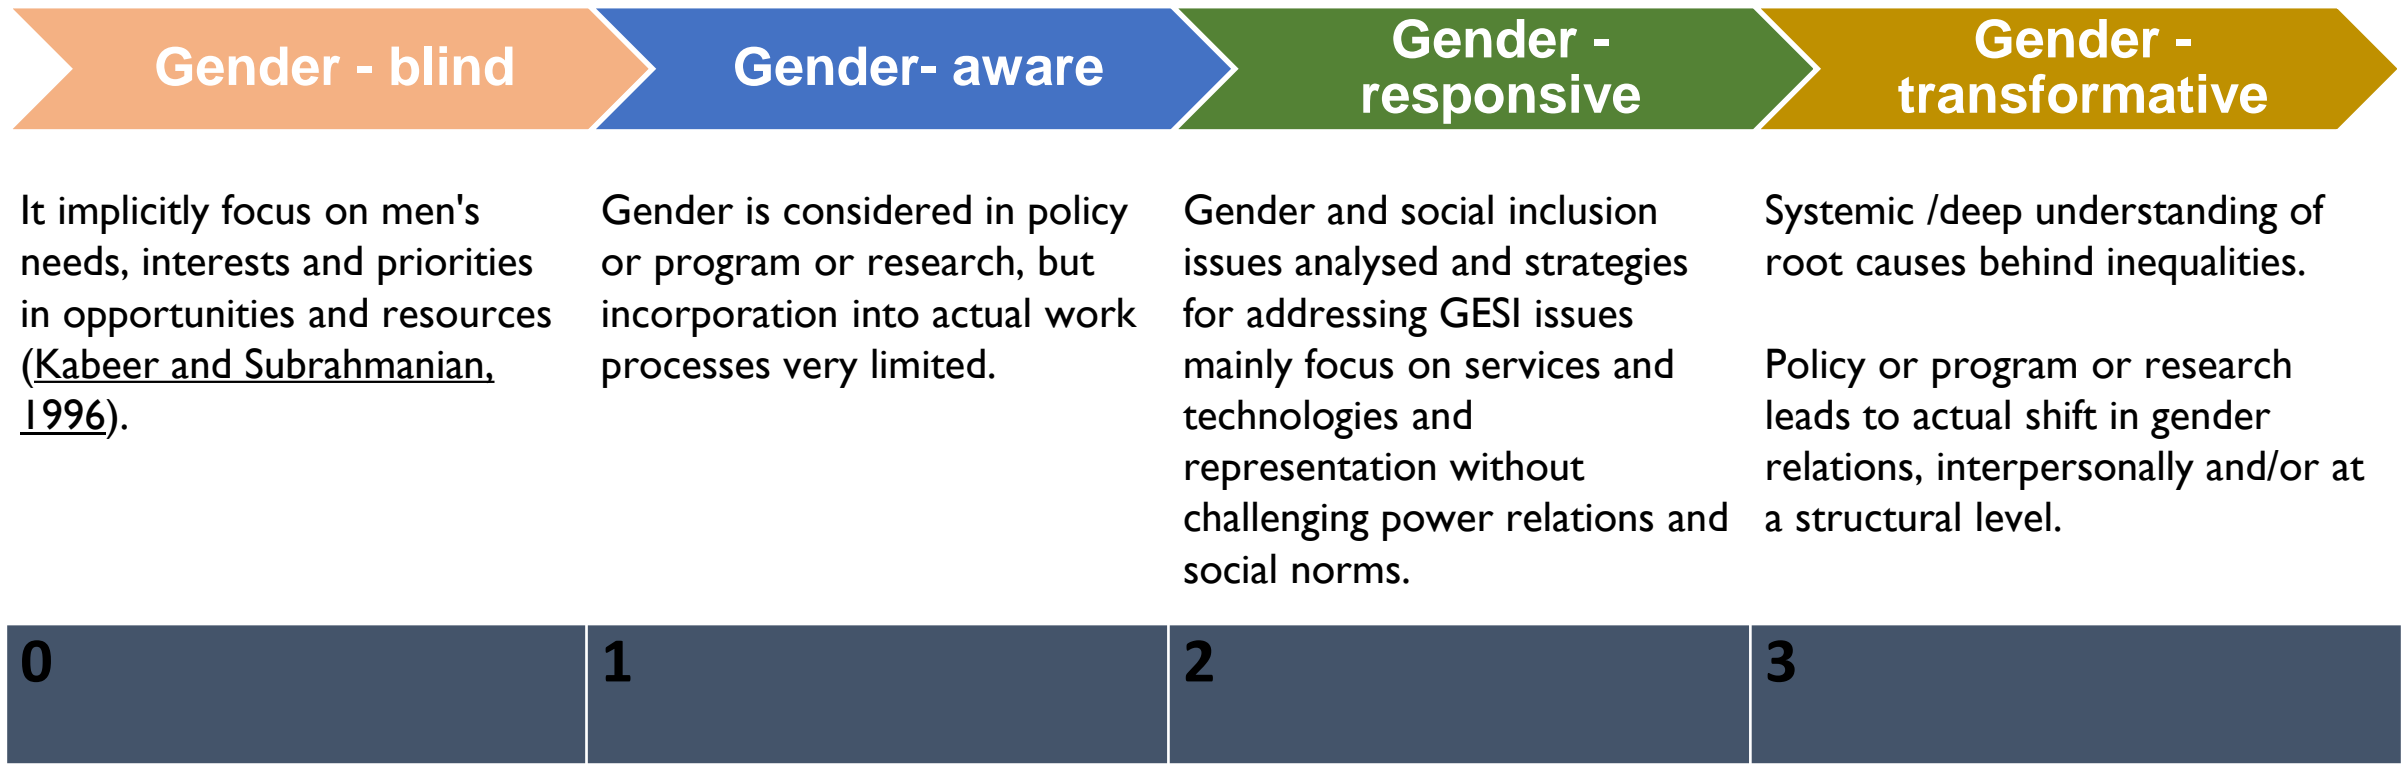 Gender - blind
Gender- aware
Gender -
responsive
Gender -
transformative
It implicitly focus on men's
needs, interests and priorities
in opportunities and resources
(Kabeer and Subrahmanian,
1996).
Gender is considered in policy
or program or research, but
incorporation into actual work
processes very limited.
Gender and social inclusion
issues analysed and strategies
for addressing GESI issues
mainly focus on services and
technologies and
representation without
challenging power relations and
social norms.
Systemic /deep understanding of
root causes behind inequalities.
Policy or program or research
leads to actual shift in gender
relations, interpersonally and/or at
a structural level.
0
1
2
3